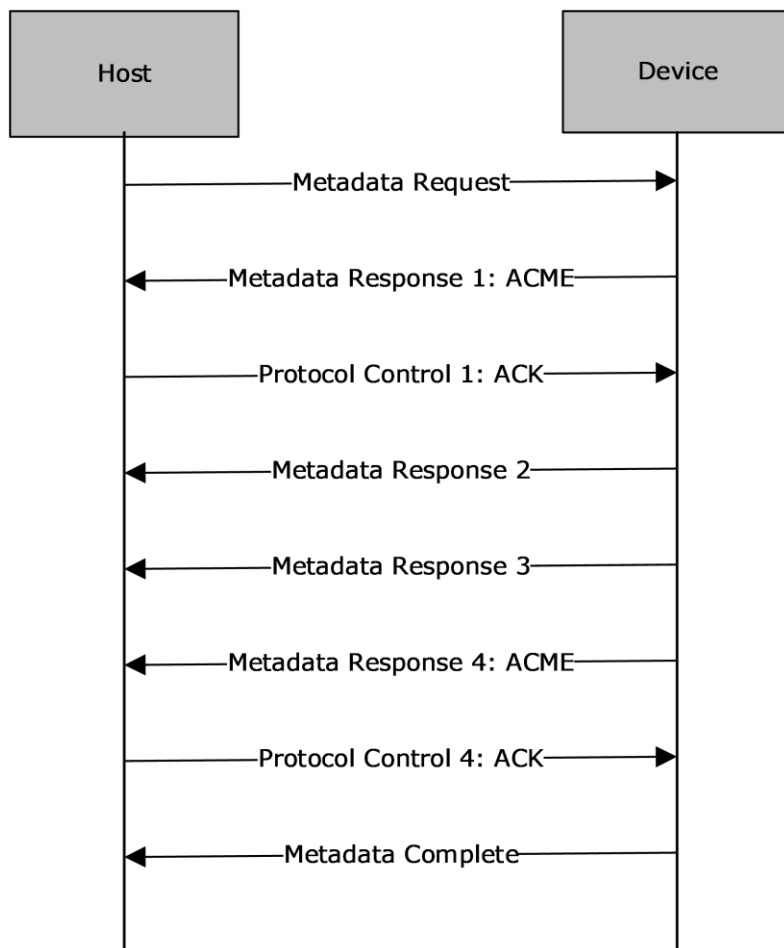 Host
Device
Metadata Request
Metadata Response 1: ACME
Protocol Control 1: ACK
Metadata Response 2
Metadata Response 3
Metadata Response 4: ACME
Protocol Control 4: ACK
Metadata Complete